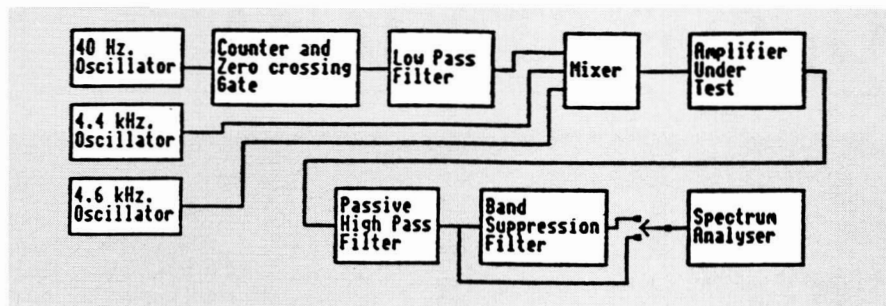 40 Hz.
Oscillator
Counter and
Zero crossing
Gate
Low Pass
Filter
Mixer
Amplifier
Under
Test
4.4 kHz.
Oscillator
4.6 kHz.
Oscillator
Passive
High Pass
Filter
Band
Suppression
Filter
Spectrum
Analyser